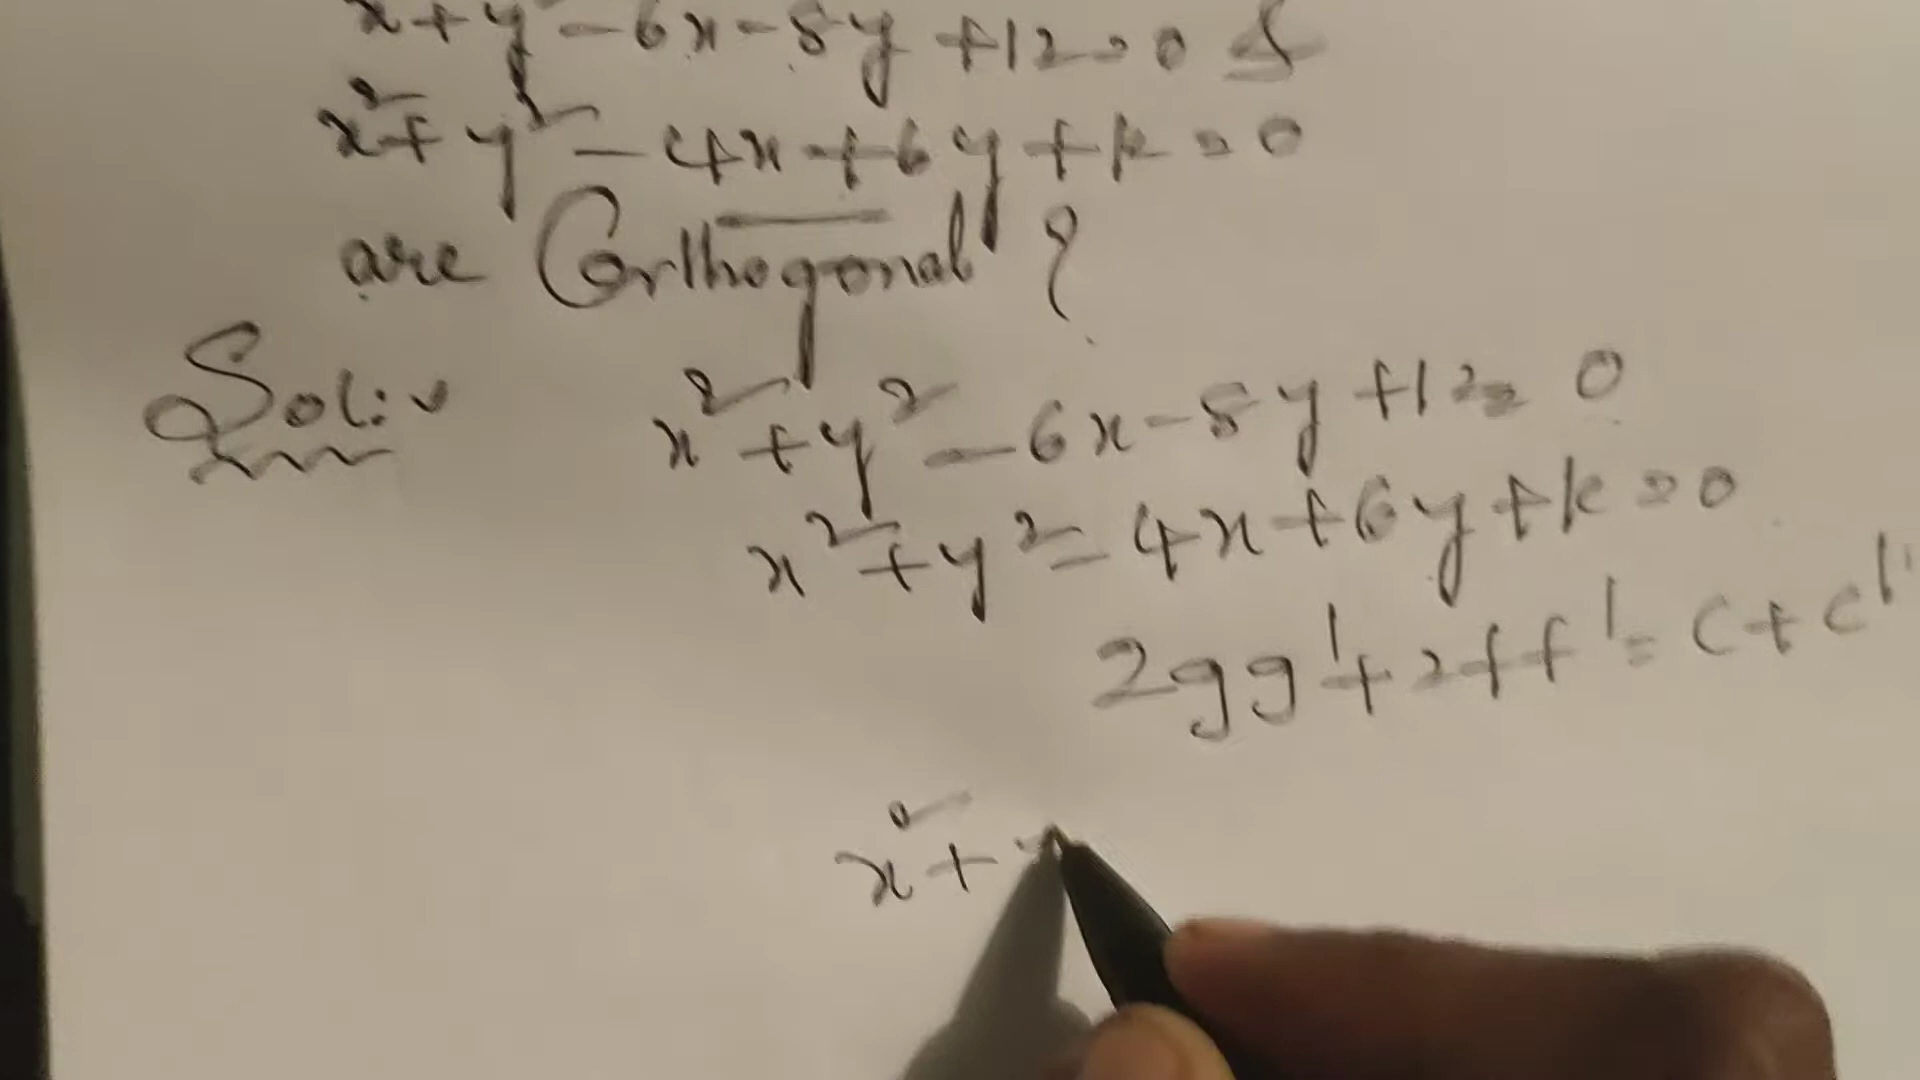 x + y² - 6x - 8y + 12 = 0 &
x² + y² - 4x + 6y + k = 0
are Orthogonal ?
Sol:-
x² + y² - 6x - 8y + 12 = 0
x² + y² = 4x + 6y + k = 0
2gg' + 2ff' = c + c'
x² +